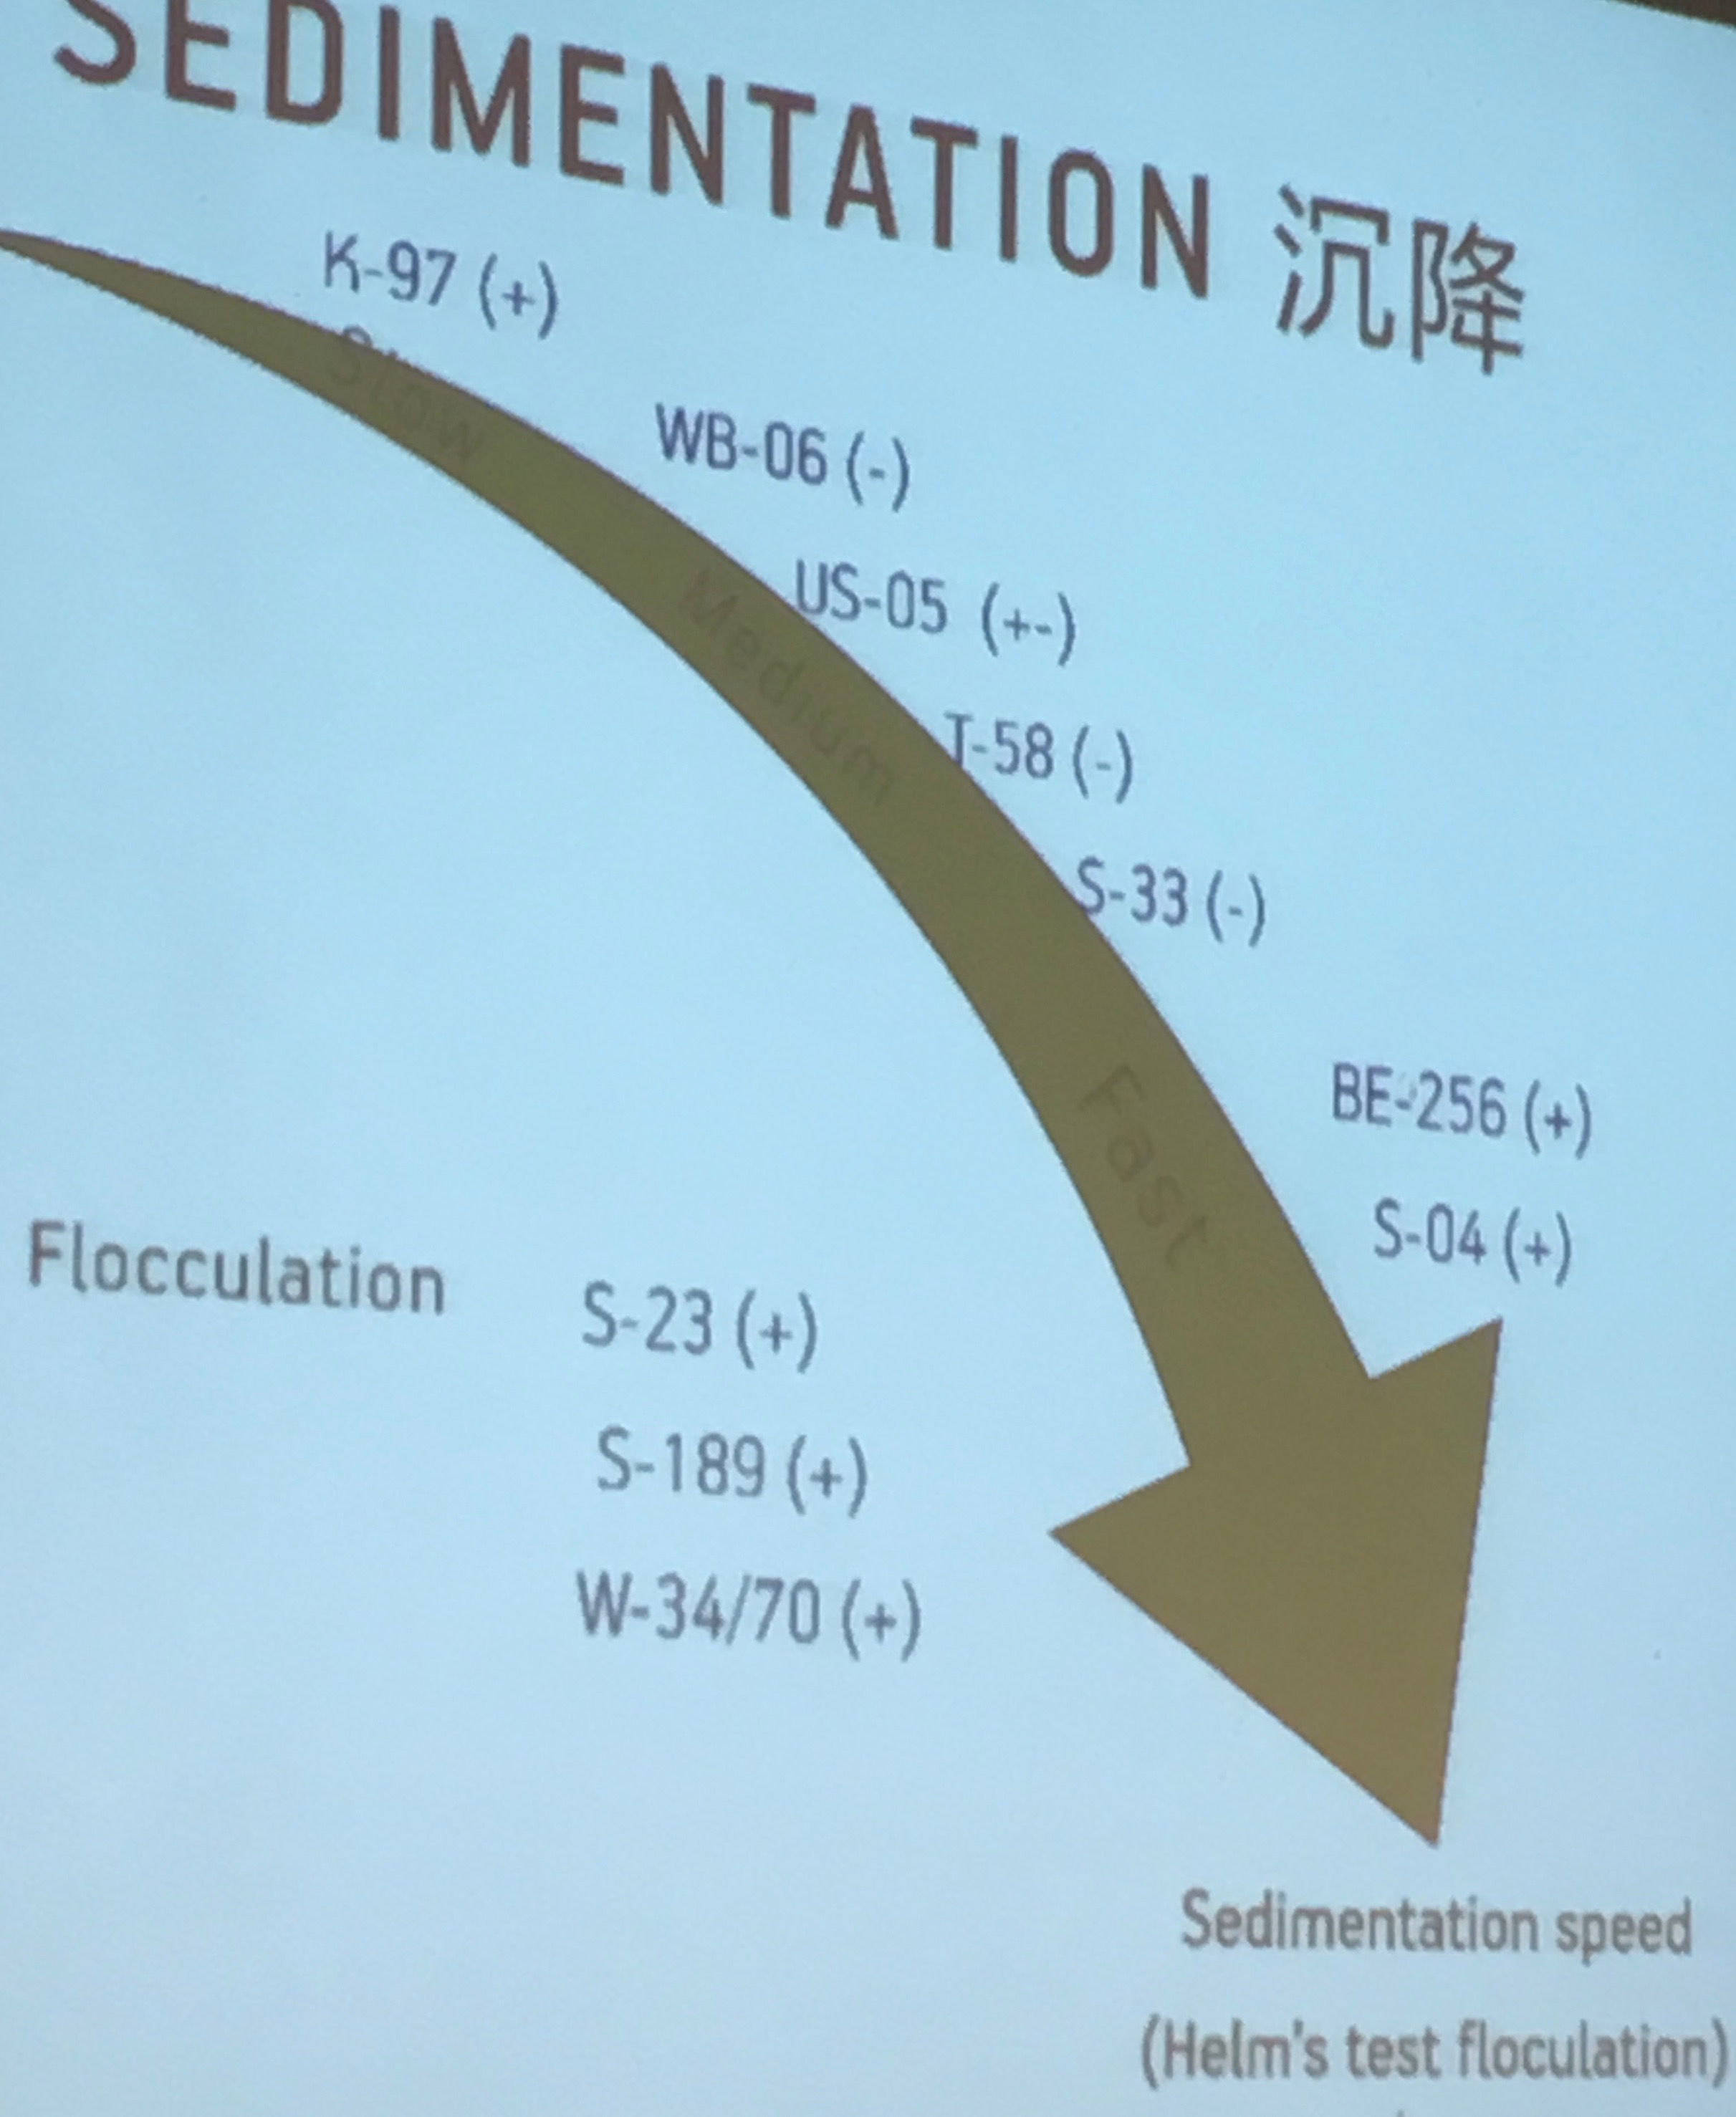 SEDIMENTATION 沉降
K-97 (+)
Slow
WB-06 (-)
US-05 (+-)
Medium
T-58 (-)
S-33 (-)
Fast
BE-256 (+)
S-04 (+)
Flocculation
S-23 (+)
S-189 (+)
W-34/70 (+)
Sedimentation speed
(Helm's test floculation)